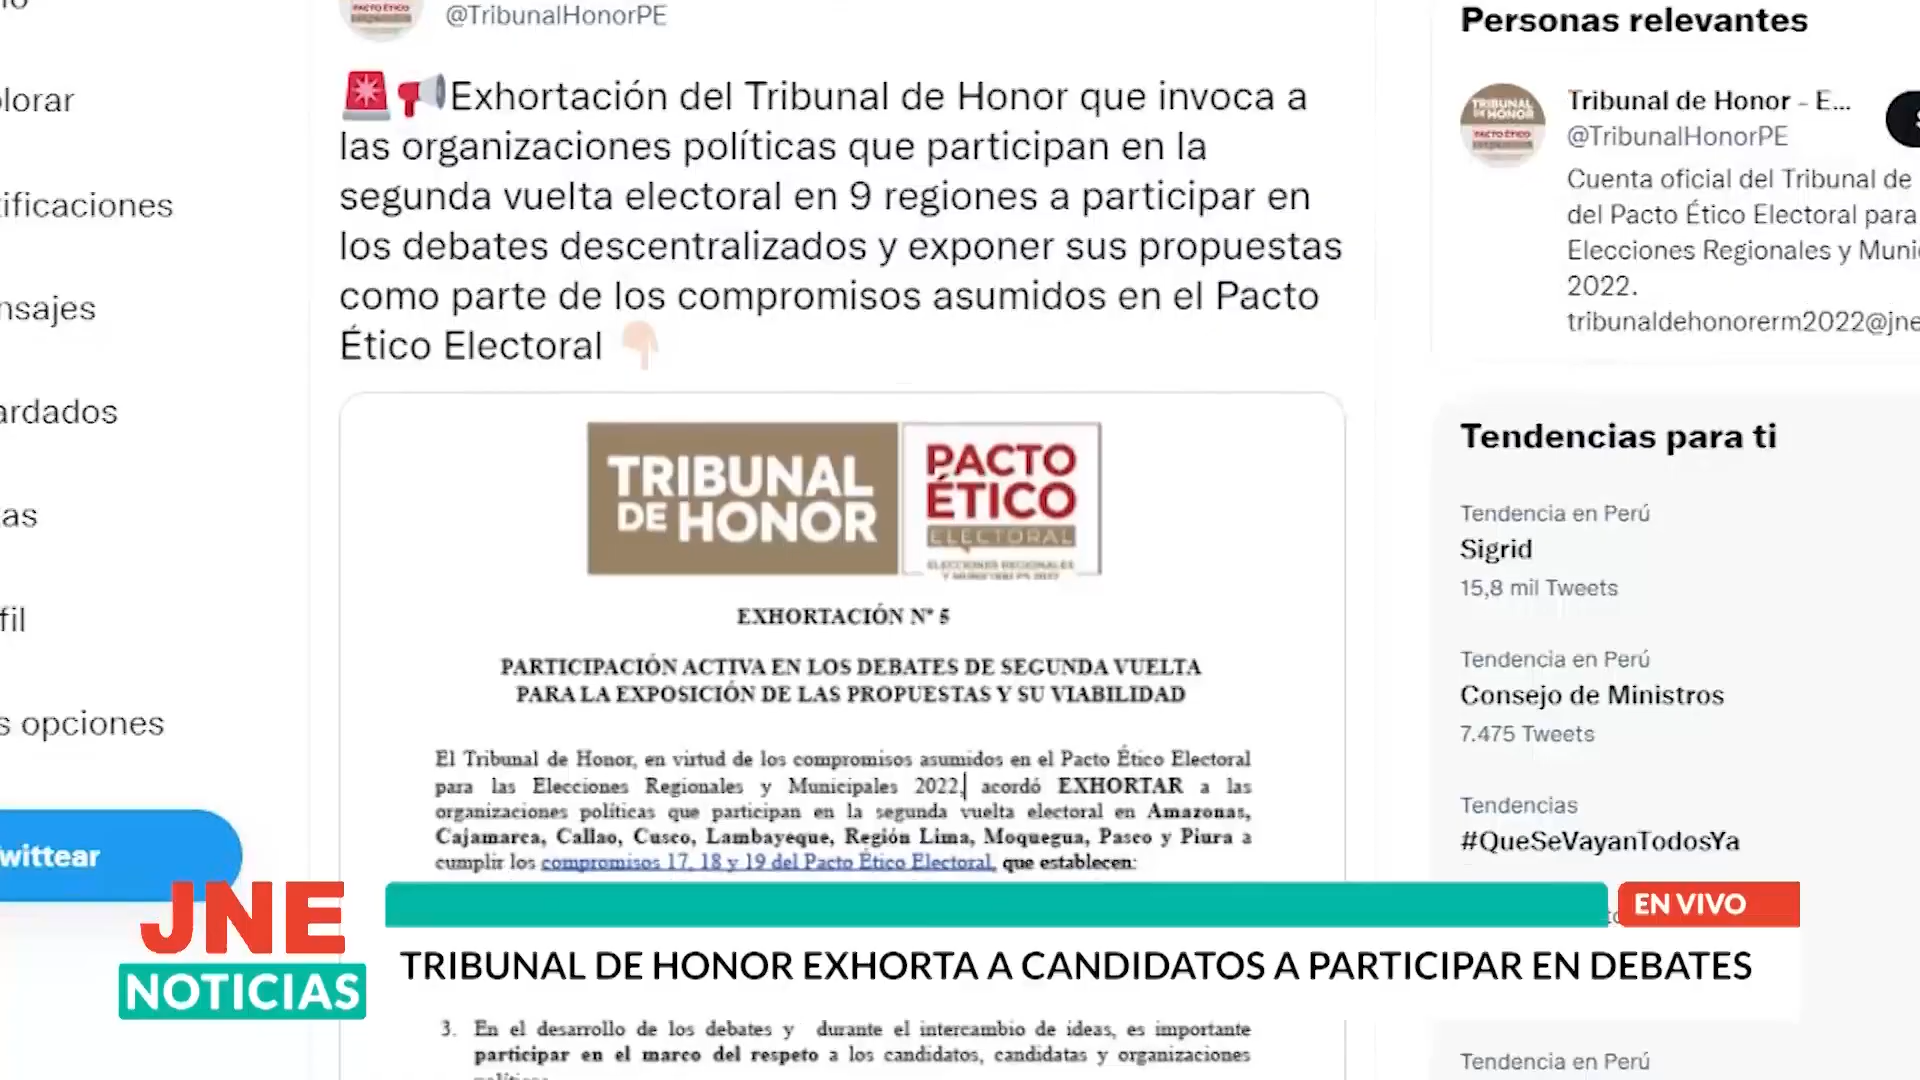 @TribunalHonorPE
Exhortación del Tribunal de Honor que invoca a
las organizaciones políticas que participan en la
segunda vuelta electoral en 9 regiones a participar en
los debates descentralizados y exponer sus propuestas
como parte de los compromisos asumidos en el Pacto
Ético Electoral
TRIBUNAL
DE HONOR
PACTO
ÉTICO
ELECTORAL
ELECCIONES REGIONALES
Y MUNICIPALES 2022
EXHORTACIÓN N° 5
PARTICIPACIÓN ACTIVA EN LOS DEBATES DE SEGUNDA VUELTA
PARA LA EXPOSICIÓN DE LAS PROPUESTAS Y SU VIABILIDAD
El Tribunal de Honor, en virtud de los compromisos asumidos en el Pacto Ético Electoral
para las Elecciones Regionales y Municipales 2022, acordó EXHORTAR a las
organizaciones políticas que participan en la segunda vuelta electoral en Amazonas,
Cajamarca, Callao, Cusco, Lambayeque, Región Lima, Moquegua, Pasco y Piura a
cumplir los compromisos 17, 18 y 19 del Pacto Ético Electoral, que establecen:
3. En el desarrollo de los debates y durante el intercambio de ideas, es importante
participar en el marco del respeto a los candidatos, candidatas y organizaciones
lorar
ificaciones
nsajes
ardados
as
fil
s opciones
wittear
Personas relevantes
TRIBUNAL
DE HONOR
PACTO ÉTICO
Tribunal de Honor - E...
@TribunalHonorPE
Cuenta oficial del Tribunal de
del Pacto Ético Electoral para
Elecciones Regionales y Muni
2022.
tribunaldehonorerm2022@jne
Tendencias para ti
Tendencia en Perú
Sigrid
15,8 mil Tweets
Tendencia en Perú
Consejo de Ministros
7.475 Tweets
Tendencias
#QueSeVayanTodosYa
Tendencia en Perú
JNE
NOTICIAS
EN VIVO
TRIBUNAL DE HONOR EXHORTA A CANDIDATOS A PARTICIPAR EN DEBATES